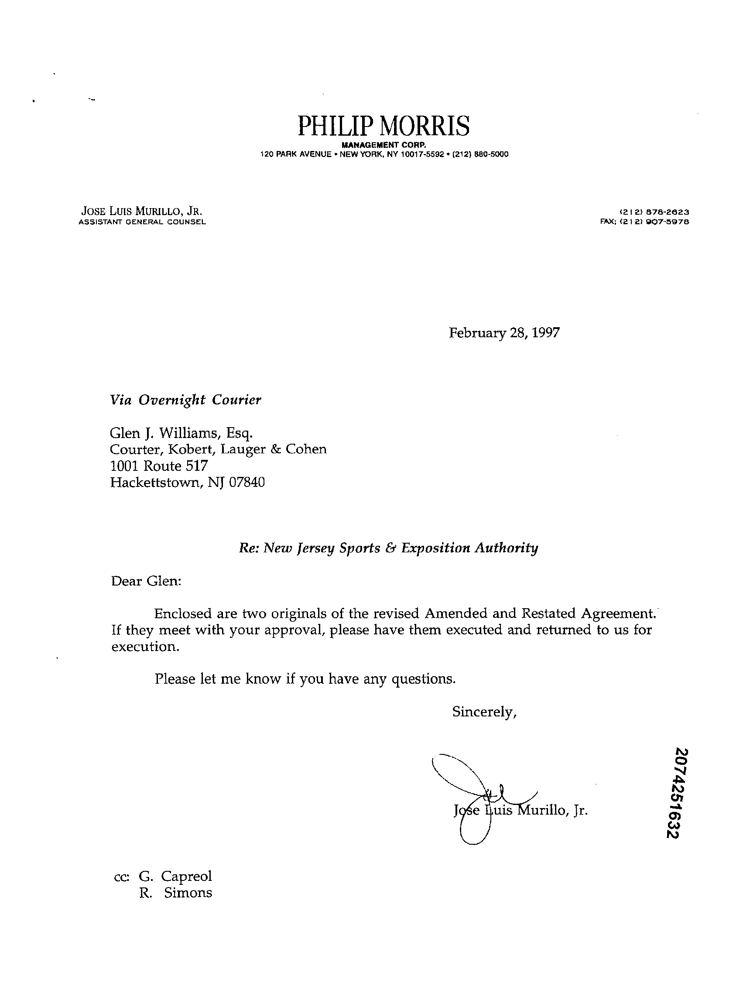 PHILIP MORRIS
MANAGEMENT CORP.
120 PARK AVENUE • NEW YORK, NY 10017-5592 • (212) 880-5000
JOSE LUIS MURILLO, JR.
ASSISTANT GENERAL COUNSEL
(212) 878-2623
FAX: (212) 907-5978
February 28, 1997
Via Overnight Courier
Glen J. Williams, Esq.
Courter, Kobert, Lauger & Cohen
1001 Route 517
Hackettstown, NJ 07840
Re: New Jersey Sports & Exposition Authority
Dear Glen:
Enclosed are two originals of the revised Amended and Restated Agreement.
If they meet with your approval, please have them executed and returned to us for
execution.
Please let me know if you have any questions.
Sincerely,
Jose Luis Murillo, Jr.
2074251632
cc: G. Capreol
R. Simons